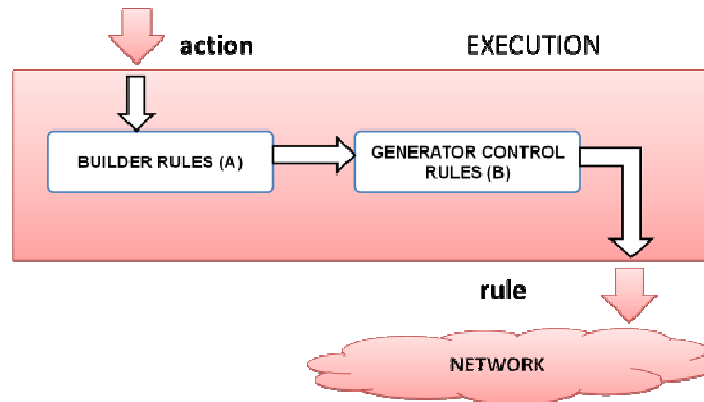 action
EXECUTION
BUILDER RULES (A)
GENERATOR CONTROL
RULES (B)
rule
NETWORK